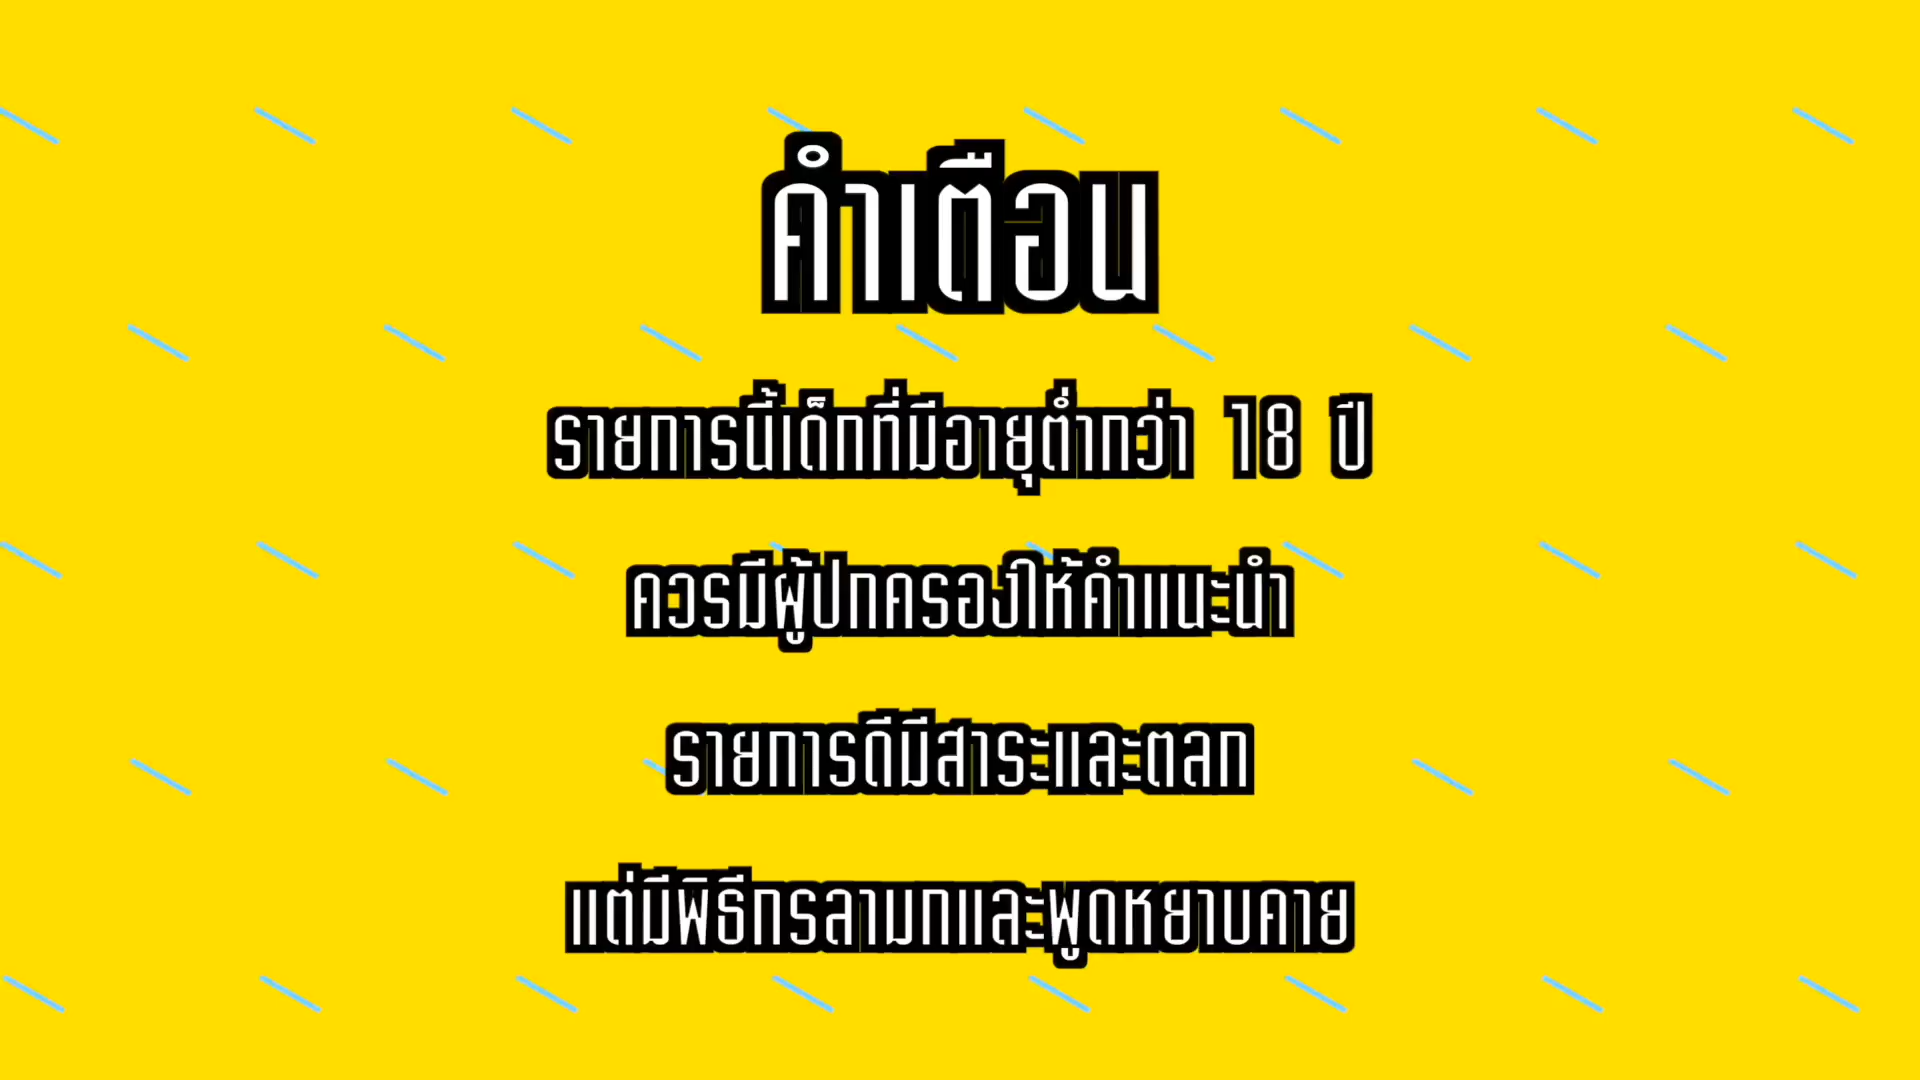 คำเตือน
รายการนี้เด็กที่มีอายุต่ำกว่า 18 ปี
ควรมีผู้ปกครองให้คำแนะนำ
รายการดีมีสาระและตลก
แต่มีพิธีกรลามกและพูดหยาบคาย